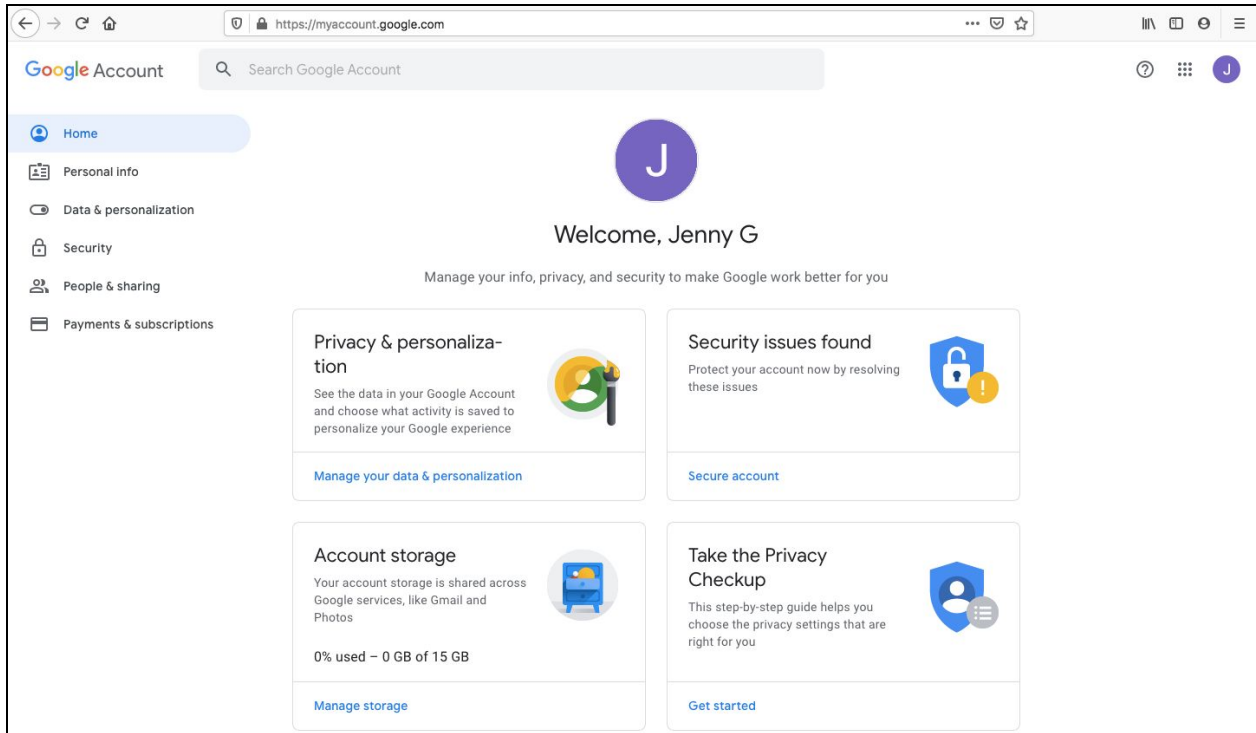 https://myaccount.google.com
Google Account
Search Google Account
J
Home
Personal info
Data & personalization
Security
People & sharing
Payments & subscriptions
J
Welcome, Jenny G
Manage your info, privacy, and security to make Google work better for you
Privacy & personaliza-
tion
See the data in your Google Account
and choose what activity is saved to
personalize your Google experience
Manage your data & personalization
Security issues found
Protect your account now by resolving
these issues
Secure account
Account storage
Your account storage is shared across
Google services, like Gmail and
Photos
0% used – 0 GB of 15 GB
Manage storage
Take the Privacy
Checkup
This step-by-step guide helps you
choose the privacy settings that are
right for you
Get started